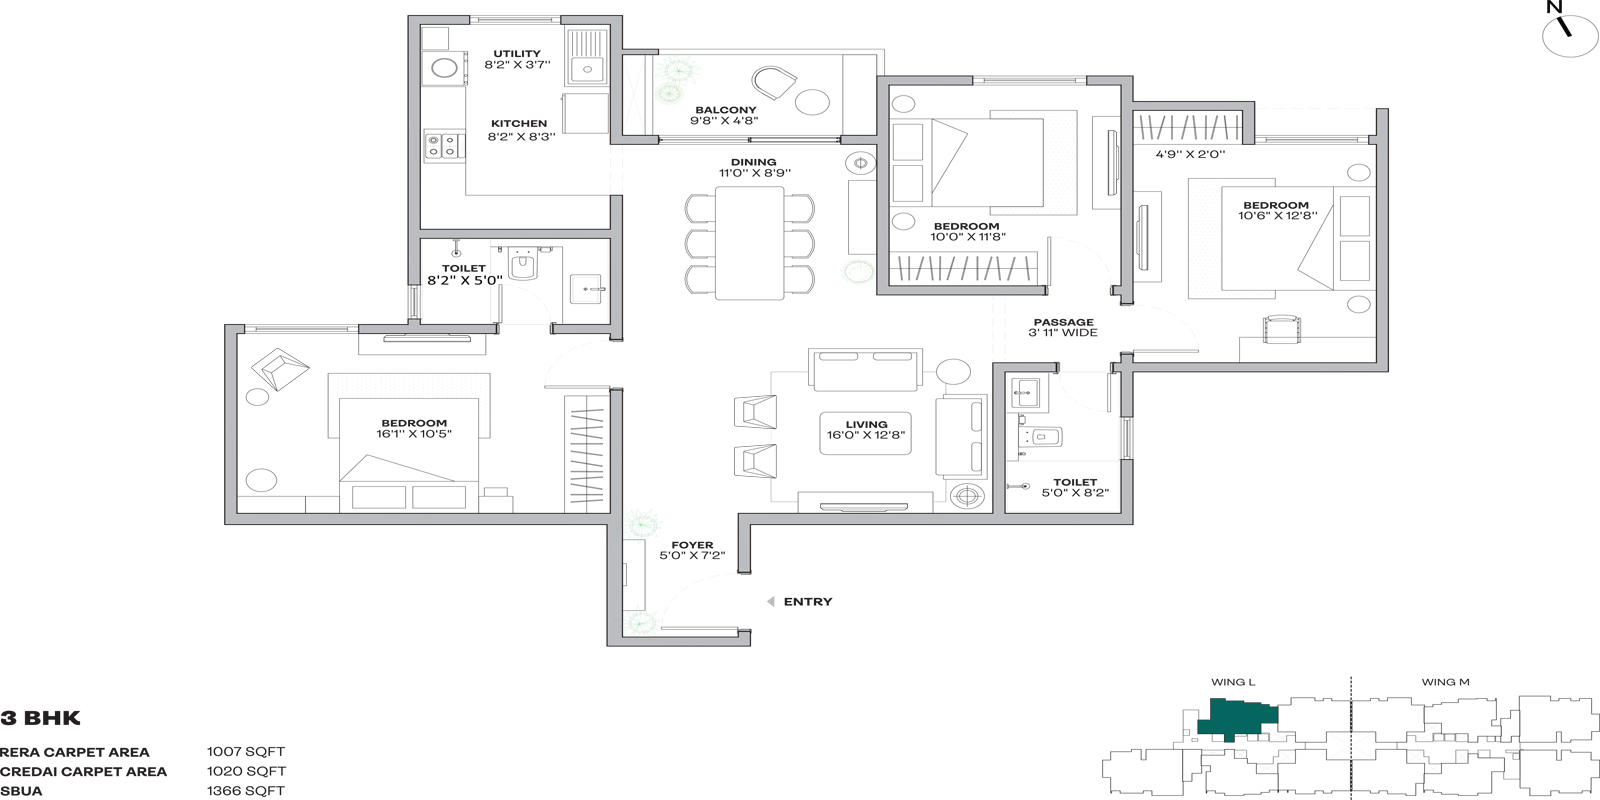 N
UTILITY
8'2" X 3'7''
KITCHEN
8'2" X 8'3''
BALCONY
9'8'' X 4'8"
DINING
11'0'' X 8'9''
4'9'' X 2'0''
BEDROOM
10'6" X 12'8''
BEDROOM
10'0" X 11'8"
TOILET
8'2" X 5'0"
PASSAGE
3' 11" WIDE
BEDROOM
16'1'' X 10'5"
LIVING
16'0" X 12'8"
TOILET
5'0" X 8'2"
FOYER
5'0" X 7'2"
ENTRY
WING L
WING M
3 BHK
RERA CARPET AREA 1007 SQFT
CREDAI CARPET AREA 1020 SQFT
SBUA 1366 SQFT